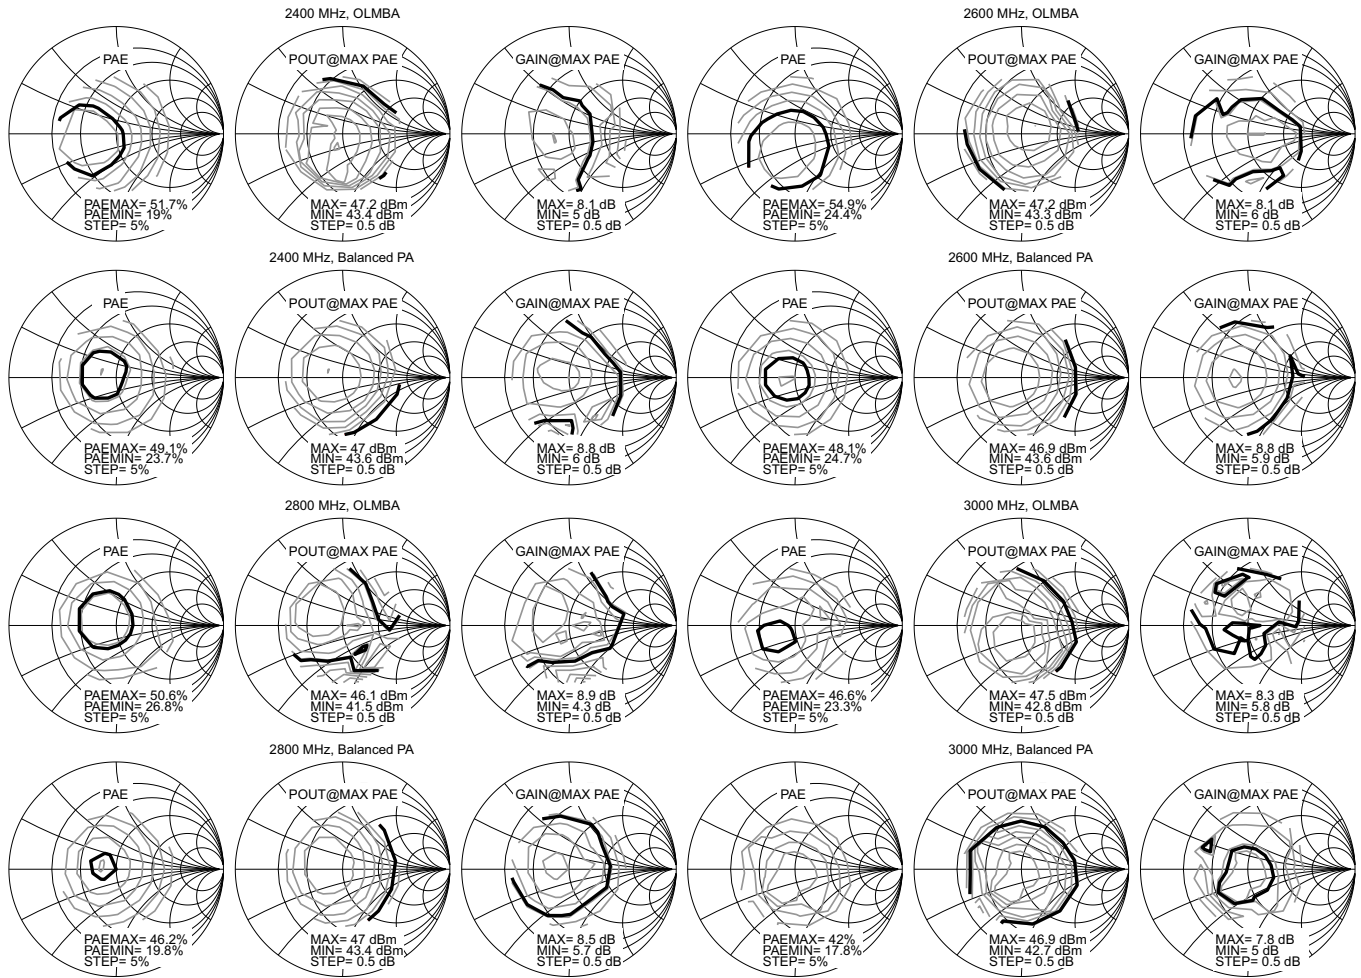 2400 MHz, OLMBA
2600 MHz, OLMBA
PAE
POUT@MAX PAE
GAIN@MAX PAE
PAE
POUT@MAX PAE
GAIN@MAX PAE
PAEMAX= 51.7%
PAEMIN= 19%
STEP= 5%
MAX= 47.2 dBm
MIN= 43.4 dBm
STEP= 0.5 dB
MAX= 8.1 dB
MIN= 5 dB
STEP= 0.5 dB
PAEMAX= 54.9%
PAEMIN= 24.4%
STEP= 5%
MAX= 47.2 dBm
MIN= 43.3 dBm
STEP= 0.5 dB
MAX= 8.1 dB
MIN= 6 dB
STEP= 0.5 dB
2400 MHz, Balanced PA
2600 MHz, Balanced PA
PAE
POUT@MAX PAE
GAIN@MAX PAE
PAE
POUT@MAX PAE
GAIN@MAX PAE
PAEMAX= 49.1%
PAEMIN= 23.7%
STEP= 5%
MAX= 47 dBm
MIN= 43.6 dBm
STEP= 0.5 dB
MAX= 8.8 dB
MIN= 6 dB
STEP= 0.5 dB
PAEMAX= 48.1%
PAEMIN= 24.7%
STEP= 5%
MAX= 46.9 dBm
MIN= 43.6 dBm
STEP= 0.5 dB
MAX= 8.8 dB
MIN= 5.9 dB
STEP= 0.5 dB
2800 MHz, OLMBA
3000 MHz, OLMBA
PAE
POUT@MAX PAE
GAIN@MAX PAE
PAE
POUT@MAX PAE
GAIN@MAX PAE
PAEMAX= 50.6%
PAEMIN= 26.8%
STEP= 5%
MAX= 46.1 dBm
MIN= 41.5 dBm
STEP= 0.5 dB
MAX= 8.9 dB
MIN= 4.3 dB
STEP= 0.5 dB
PAEMAX= 46.6%
PAEMIN= 23.3%
STEP= 5%
MAX= 47.5 dBm
MIN= 42.8 dBm
STEP= 0.5 dB
MAX= 8.3 dB
MIN= 5.8 dB
STEP= 0.5 dB
2800 MHz, Balanced PA
3000 MHz, Balanced PA
PAE
POUT@MAX PAE
GAIN@MAX PAE
PAE
POUT@MAX PAE
GAIN@MAX PAE
PAEMAX= 46.2%
PAEMIN= 19.8%
STEP= 5%
MAX= 47 dBm
MIN= 43.4 dBm
STEP= 0.5 dB
MAX= 8.5 dB
MIN= 5.7 dB
STEP= 0.5 dB
PAEMAX= 42%
PAEMIN= 17.8%
STEP= 5%
MAX= 46.9 dBm
MIN= 42.7 dBm
STEP= 0.5 dB
MAX= 7.8 dB
MIN= 5 dB
STEP= 0.5 dB